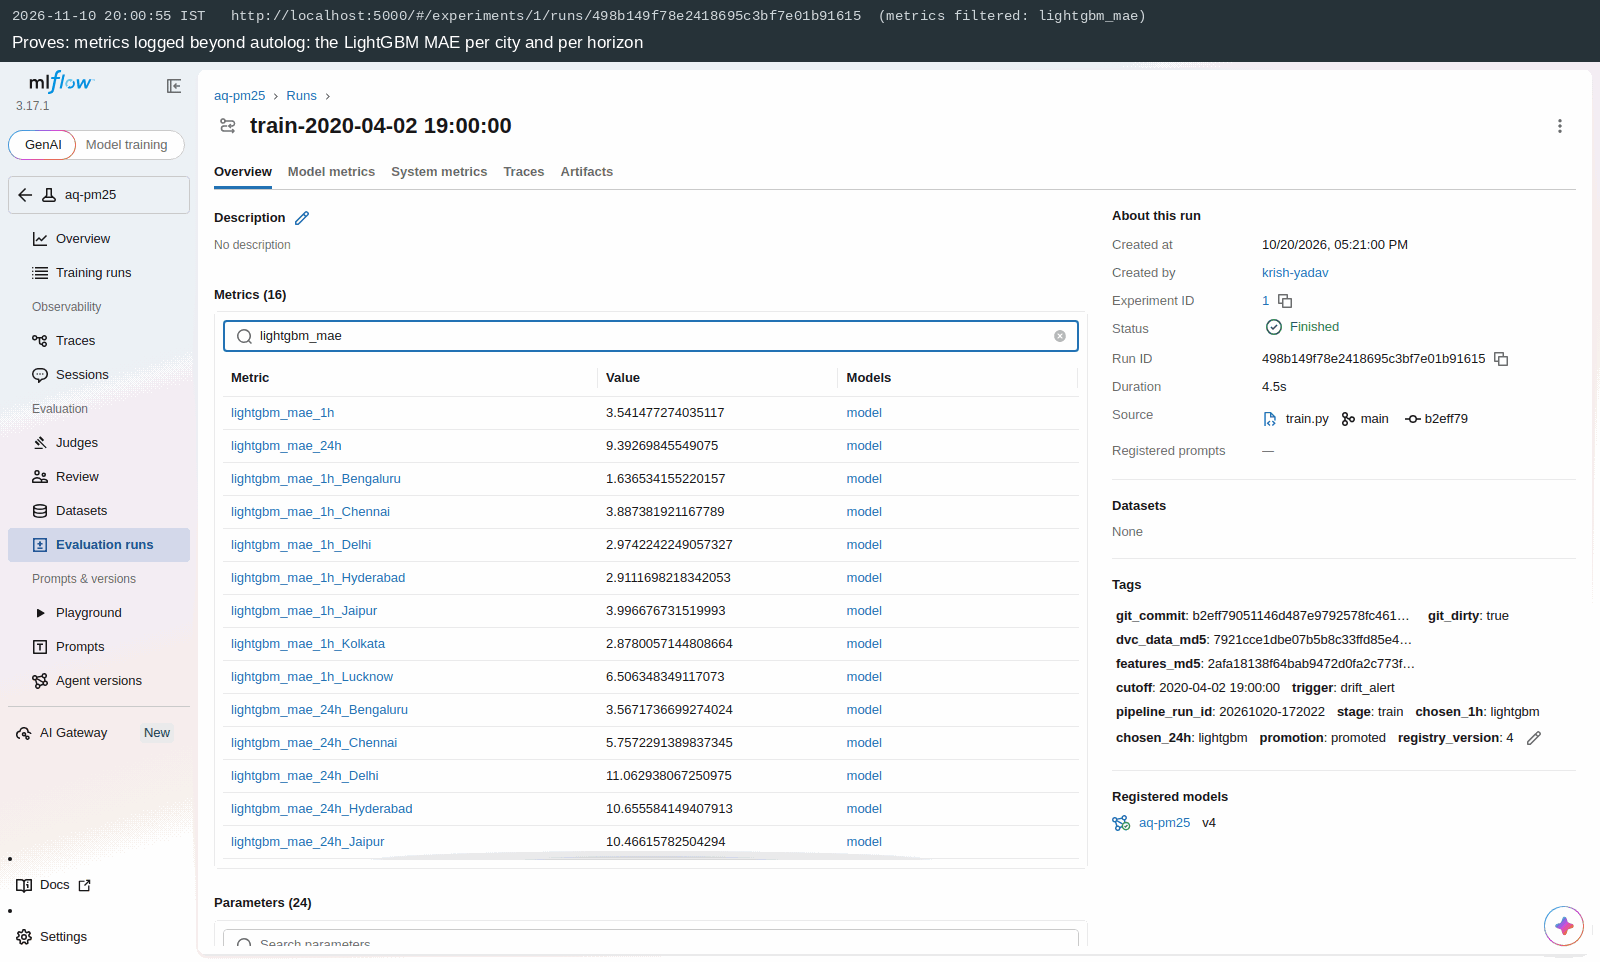 2026-11-10 20:00:55 IST http://localhost:5000/#/experiments/1/runs/498b149f78e2418695c3bf7e01b91615 (metrics filtered: lightgbm_mae)
Proves: metrics logged beyond autolog: the LightGBM MAE per city and per horizon
mlflow
3.17.1
GenAI Model training
aq-pm25
Overview
Training runs
Observability
Traces
Sessions
Evaluation
Judges
Review
Datasets
Evaluation runs
Prompts & versions
Playground
Prompts
Agent versions
AI Gateway New
Docs
Settings
aq-pm25 › Runs ›
train-2020-04-02 19:00:00
Overview Model metrics System metrics Traces Artifacts
Description
No description
Metrics (16)
lightgbm_mae
Metric Value Models
lightgbm_mae_1h 3.541477274035117 model
lightgbm_mae_24h 9.39269845549075 model
lightgbm_mae_1h_Bengaluru 1.636534155220157 model
lightgbm_mae_1h_Chennai 3.887381921167789 model
lightgbm_mae_1h_Delhi 2.9742242249057327 model
lightgbm_mae_1h_Hyderabad 2.9111698218342053 model
lightgbm_mae_1h_Jaipur 3.996676731519993 model
lightgbm_mae_1h_Kolkata 2.8780057144808664 model
lightgbm_mae_1h_Lucknow 6.506348349117073 model
lightgbm_mae_24h_Bengaluru 3.5671736699274024 model
lightgbm_mae_24h_Chennai 5.7572291389837345 model
lightgbm_mae_24h_Delhi 11.062938067250975 model
lightgbm_mae_24h_Hyderabad 10.655584149407913 model
lightgbm_mae_24h_Jaipur 10.46615782504294 model
Parameters (24)
Search parameters
About this run
Created at 10/20/2026, 05:21:00 PM
Created by krish-yadav
Experiment ID 1
Status Finished
Run ID 498b149f78e2418695c3bf7e01b91615
Duration 4.5s
Source train.py main b2eff79
Registered prompts —
Datasets
None
Tags
git_commit: b2eff79051146d487e9792578fc461... git_dirty: true
dvc_data_md5: 7921cce1dbe07b5b8c33ffd85e4...
features_md5: 2afa18138f64bab9472d0fa2c773f...
cutoff: 2020-04-02 19:00:00 trigger: drift_alert
pipeline_run_id: 20261020-172022 stage: train chosen_1h: lightgbm
chosen_24h: lightgbm promotion: promoted registry_version: 4
Registered models
aq-pm25 v4